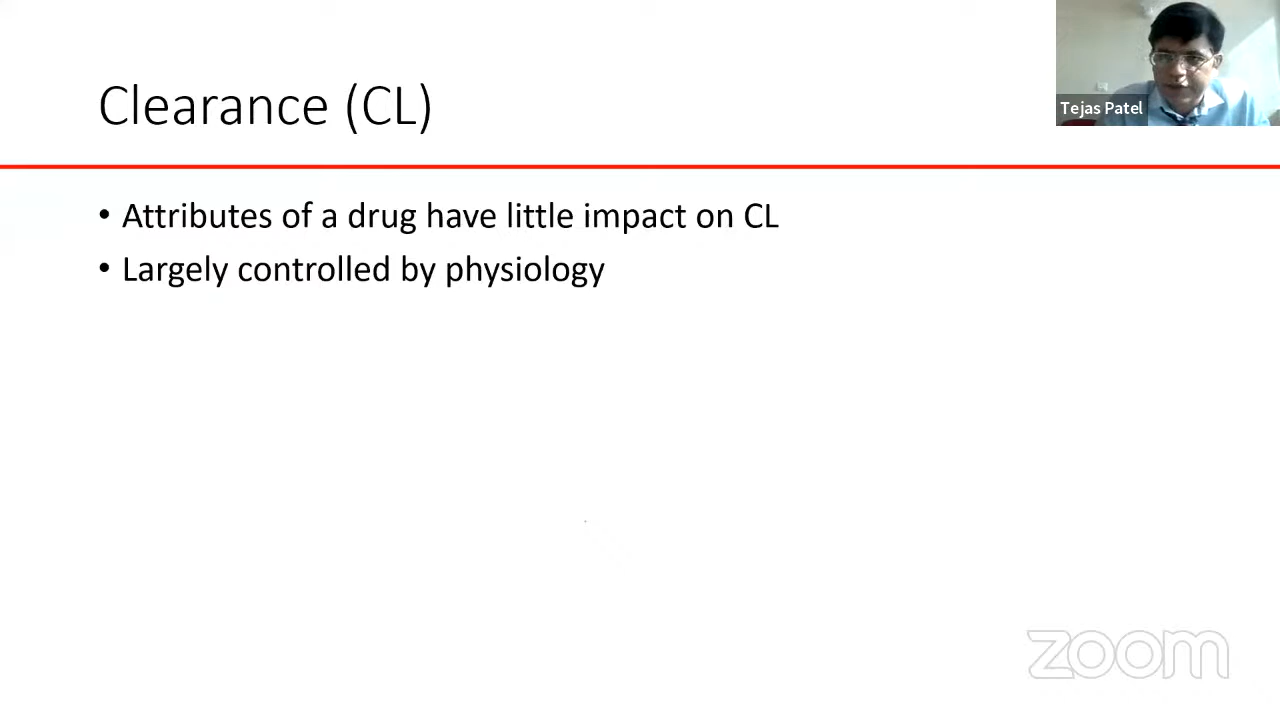 Clearance (CL)
Tejas Patel
• Attributes of a drug have little impact on CL
• Largely controlled by physiology
zoom